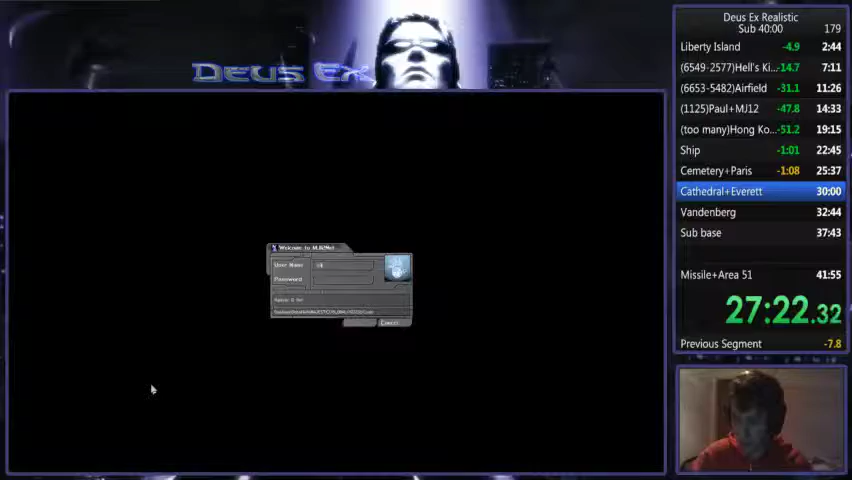 Deus Ex Realistic
Sub 40:00 179
Deus Ex
Liberty Island -4.9 2:44
(6549-2577)Hell's Ki... -14.7 7:11
(6653-5482)Airfield -31.1 11:26
(1125)Paul+MJ12 -47.8 14:33
(too many)Hong Ko... -51.2 19:15
Ship -1:01 22:45
Cemetery+Paris -1:08 25:37
Cathedral+Everett 30:00
Vandenberg 32:44
Sub base 37:43
Welcome to MJ12Net
User Name
Password
Cancel
Missile+Area 51 41:55
27:22.32
Previous Segment -7.8